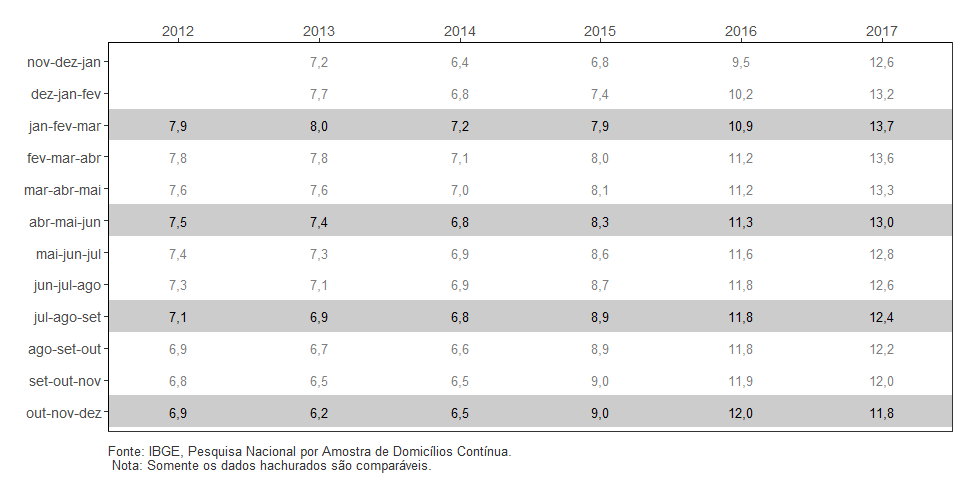 2012 2013 2014 2015 2016 2017
nov-dez-jan 7,2 6,4 6,8 9,5 12,6
dez-jan-fev 7,7 6,8 7,4 10,2 13,2
jan-fev-mar 7,9 8,0 7,2 7,9 10,9 13,7
fev-mar-abr 7,8 7,8 7,1 8,0 11,2 13,6
mar-abr-mai 7,6 7,6 7,0 8,1 11,2 13,3
abr-mai-jun 7,5 7,4 6,8 8,3 11,3 13,0
mai-jun-jul 7,4 7,3 6,9 8,6 11,6 12,8
jun-jul-ago 7,3 7,1 6,9 8,7 11,8 12,6
jul-ago-set 7,1 6,9 6,8 8,9 11,8 12,4
ago-set-out 6,9 6,7 6,6 8,9 11,8 12,2
set-out-nov 6,8 6,5 6,5 9,0 11,9 12,0
out-nov-dez 6,9 6,2 6,5 9,0 12,0 11,8
Fonte: IBGE, Pesquisa Nacional por Amostra de Domicílios Contínua.
Nota: Somente os dados hachurados são comparáveis.